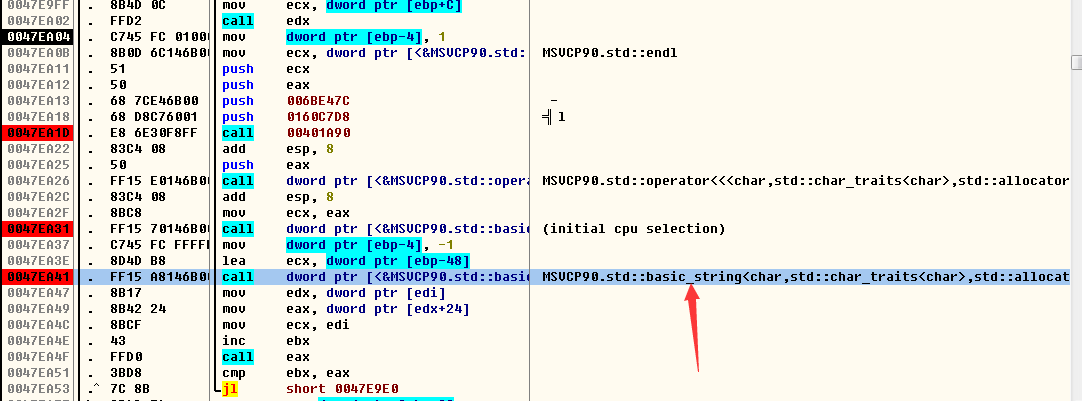 0047E9FF . 8B4D 0C mov ecx, dword ptr [ebp+C]
0047EA02 . FFD2 call edx
0047EA04 . C745 FC 0100 mov dword ptr [ebp-4], 1
0047EA0B . 8B0D 6C146B0 mov ecx, dword ptr [<&MSVCP90.std: MSVCP90.std::endl
0047EA11 . 51 push ecx
0047EA12 . 50 push eax
0047EA13 . 68 7CE46B00 push 006BE47C -
0047EA18 . 68 D8C76001 push 0160C7D8 ╣ l
0047EA1D . E8 6E30F8FF call 00401A90
0047EA22 . 83C4 08 add esp, 8
0047EA25 . 50 push eax
0047EA26 . FF15 E0146B0 call dword ptr [<&MSVCP90.std::opera MSVCP90.std::operator<<<char,std::char_traits<char>,std::allocator
0047EA2C . 83C4 08 add esp, 8
0047EA2F . 8BC8 mov ecx, eax
0047EA31 . FF15 70146B0 call dword ptr [<&MSVCP90.std::basic (initial cpu selection)
0047EA37 . C745 FC FFFF mov dword ptr [ebp-4], -1
0047EA3E . 8D4D B8 lea ecx, dword ptr [ebp-48]
0047EA41 . FF15 A8146B0 call dword ptr [<&MSVCP90.std::basic MSVCP90.std::basic_string<char,std::char_traits<char>,std::allocat
0047EA47 . 8B17 mov edx, dword ptr [edi]
0047EA49 . 8B42 24 mov eax, dword ptr [edx+24]
0047EA4C . 8BCF mov ecx, edi
0047EA4E . 43 inc ebx
0047EA4F . FFD0 call eax
0047EA51 . 3BD8 cmp ebx, eax
0047EA53 .^ 7C 8B jl short 0047E9E0